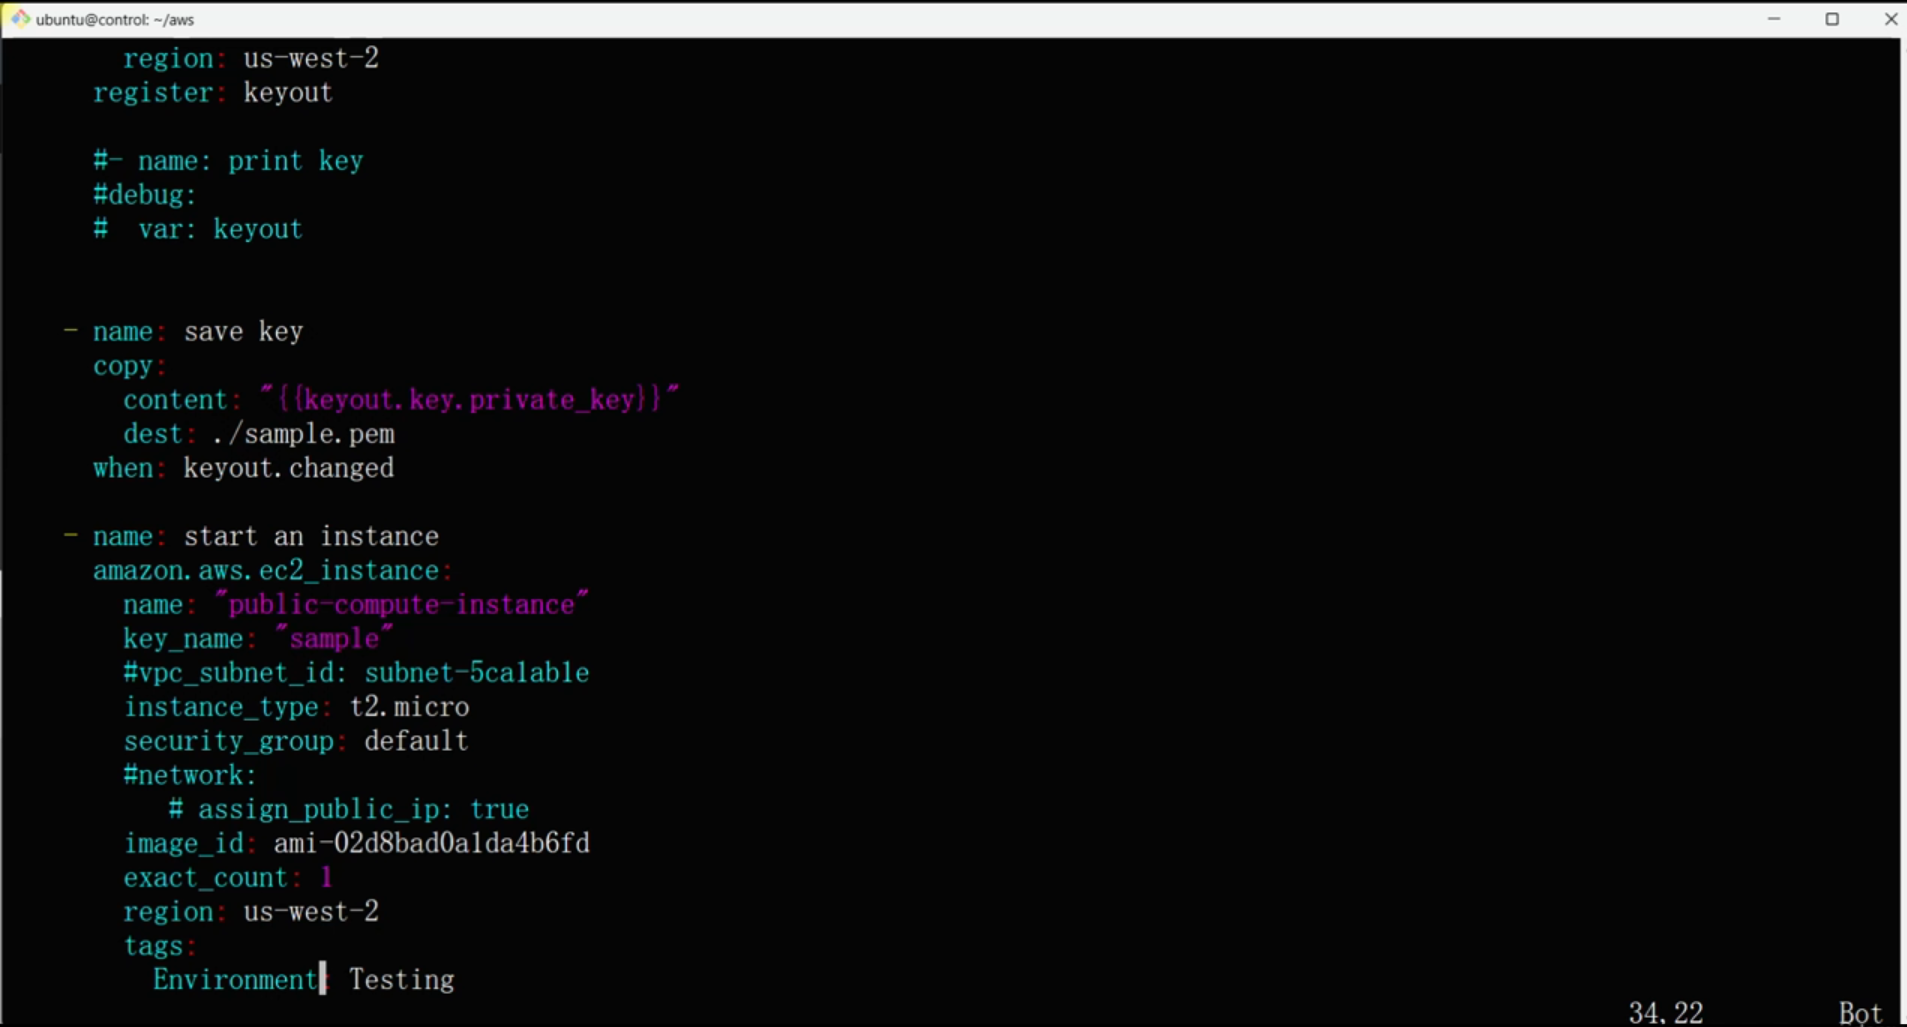 ubuntu@control: ~/aws
region: us-west-2
register: keyout
#- name: print key
#debug:
#  var: keyout
- name: save key
copy:
content: "{{keyout.key.private_key}}"
dest: ./sample.pem
when: keyout.changed
- name: start an instance
amazon.aws.ec2_instance:
name: "public-compute-instance"
key_name: "sample"
#vpc_subnet_id: subnet-5calable
instance_type: t2.micro
security_group: default
#network:
# assign_public_ip: true
image_id: ami-02d8bad0a1da4b6fd
exact_count: 1
region: us-west-2
tags:
Environment: Testing
34,22 Bot